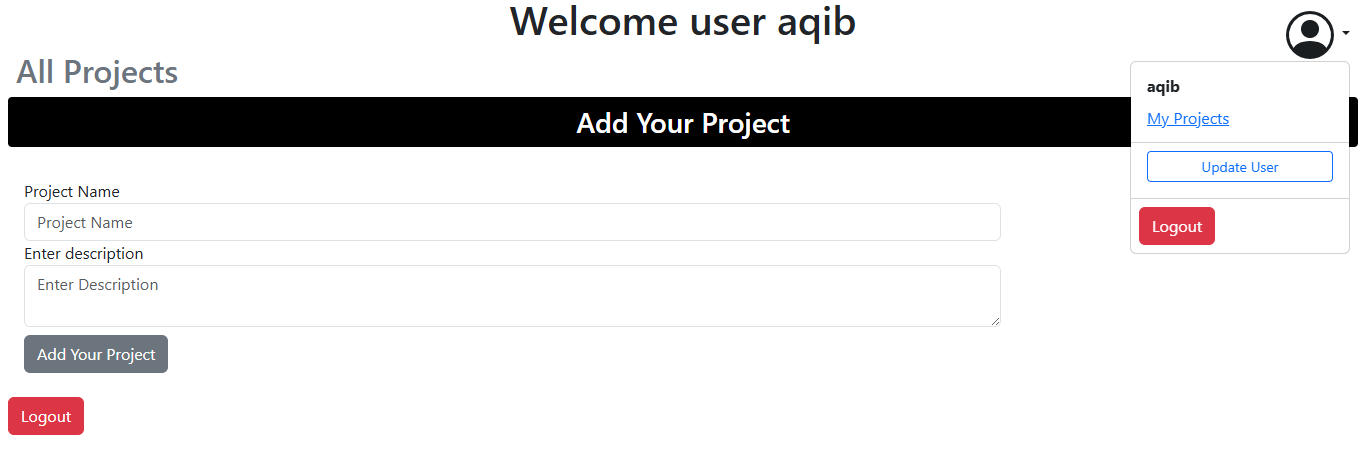 Welcome user aqib
All Projects
aqib
My Projects
Add Your Project
Update User
Project Name
Project Name
Enter description
Enter Description
Logout
Add Your Project
Logout